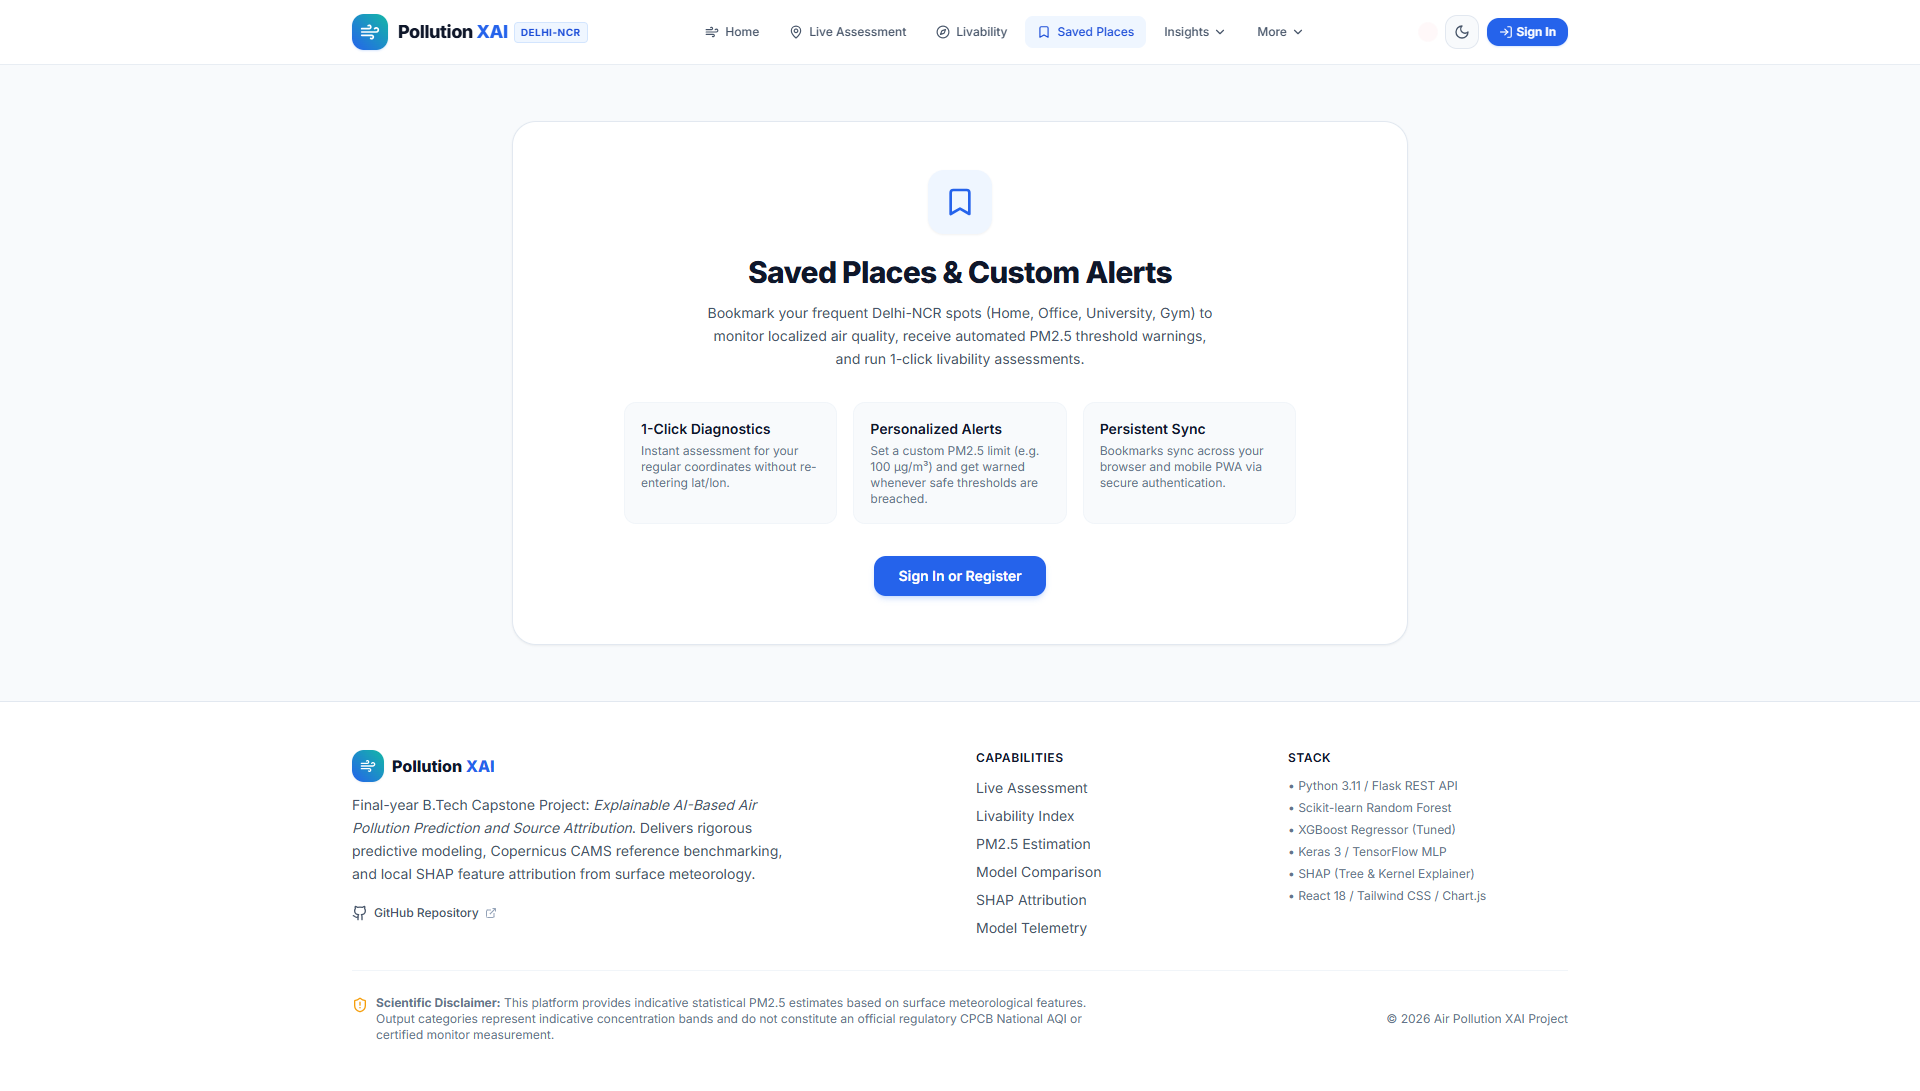 Pollution XAI DELHI-NCR
Home
Live Assessment
Livability
Saved Places
Insights
More
Sign In
Saved Places & Custom Alerts
Bookmark your frequent Delhi-NCR spots (Home, Office, University, Gym) to
monitor localized air quality, receive automated PM2.5 threshold warnings,
and run 1-click livability assessments.
1-Click Diagnostics
Instant assessment for your
regular coordinates without re-
entering lat/lon.
Personalized Alerts
Set a custom PM2.5 limit (e.g.
100 µg/m³) and get warned
whenever safe thresholds are
breached.
Persistent Sync
Bookmarks sync across your
browser and mobile PWA via
secure authentication.
Sign In or Register
Pollution XAI
Final-year B.Tech Capstone Project: Explainable AI-Based Air
Pollution Prediction and Source Attribution. Delivers rigorous
predictive modeling, Copernicus CAMS reference benchmarking,
and local SHAP feature attribution from surface meteorology.
GitHub Repository
CAPABILITIES
Live Assessment
Livability Index
PM2.5 Estimation
Model Comparison
SHAP Attribution
Model Telemetry
STACK
• Python 3.11 / Flask REST API
• Scikit-learn Random Forest
• XGBoost Regressor (Tuned)
• Keras 3 / TensorFlow MLP
• SHAP (Tree & Kernel Explainer)
• React 18 / Tailwind CSS / Chart.js
Scientific Disclaimer: This platform provides indicative statistical PM2.5 estimates based on surface meteorological features.
Output categories represent indicative concentration bands and do not constitute an official regulatory CPCB National AQI or
certified monitor measurement.
© 2026 Air Pollution XAI Project